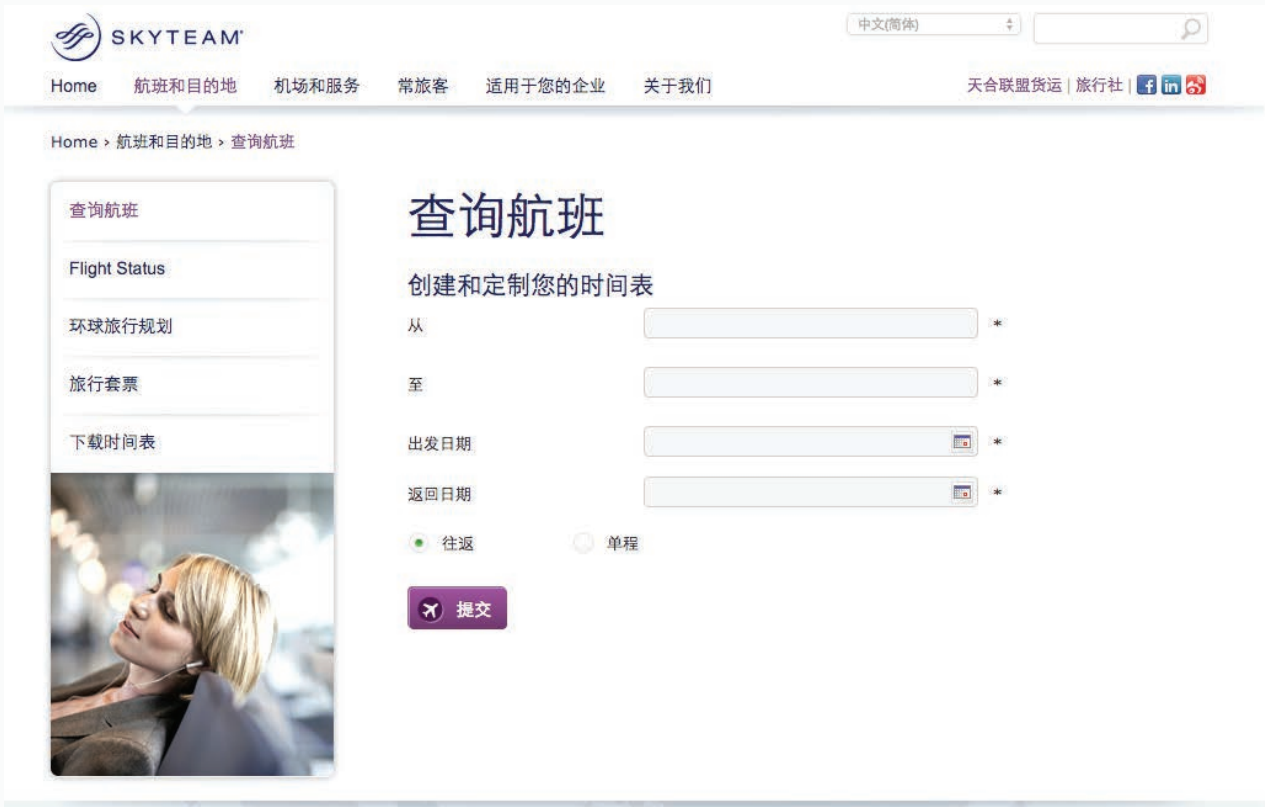 SKYTEAM
中文(简体)
Home 航班和目的地 机场和服务 常旅客 适用于您的企业 关于我们 天合联盟货运 | 旅行社 |
Home › 航班和目的地 › 查询航班
查询航班
Flight Status
环球旅行规划
旅行套票
下载时间表
查询航班
创建和定制您的时间表
从 *
至 *
出发日期 *
返回日期 *
往返 单程
提交